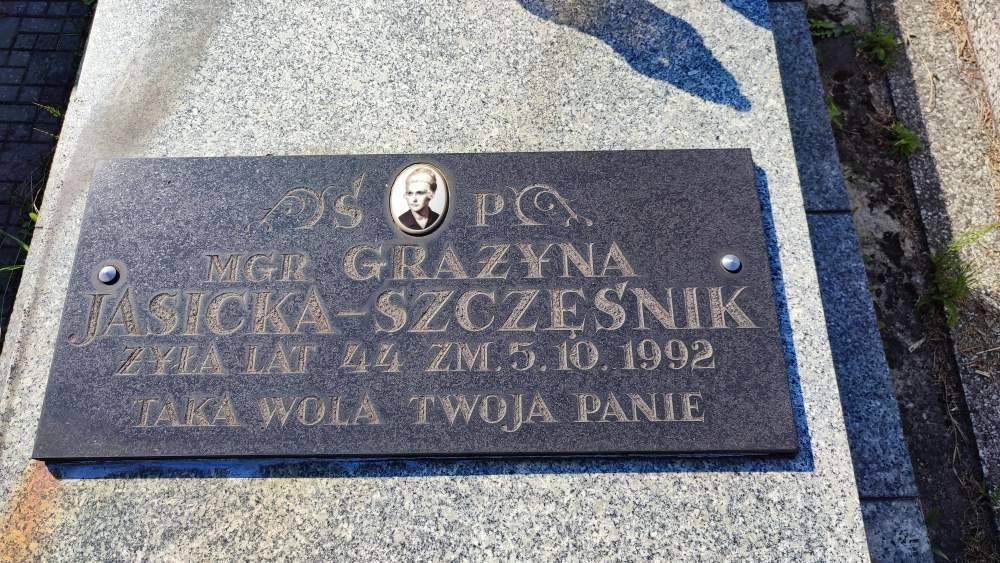 Ś P
MGR GRAŻYNA
JASICKA-SZCZĘŚNIK
ŻYŁA LAT 44 ZM. 5.10.1992
TAKA WOLA TWOJA PANIE